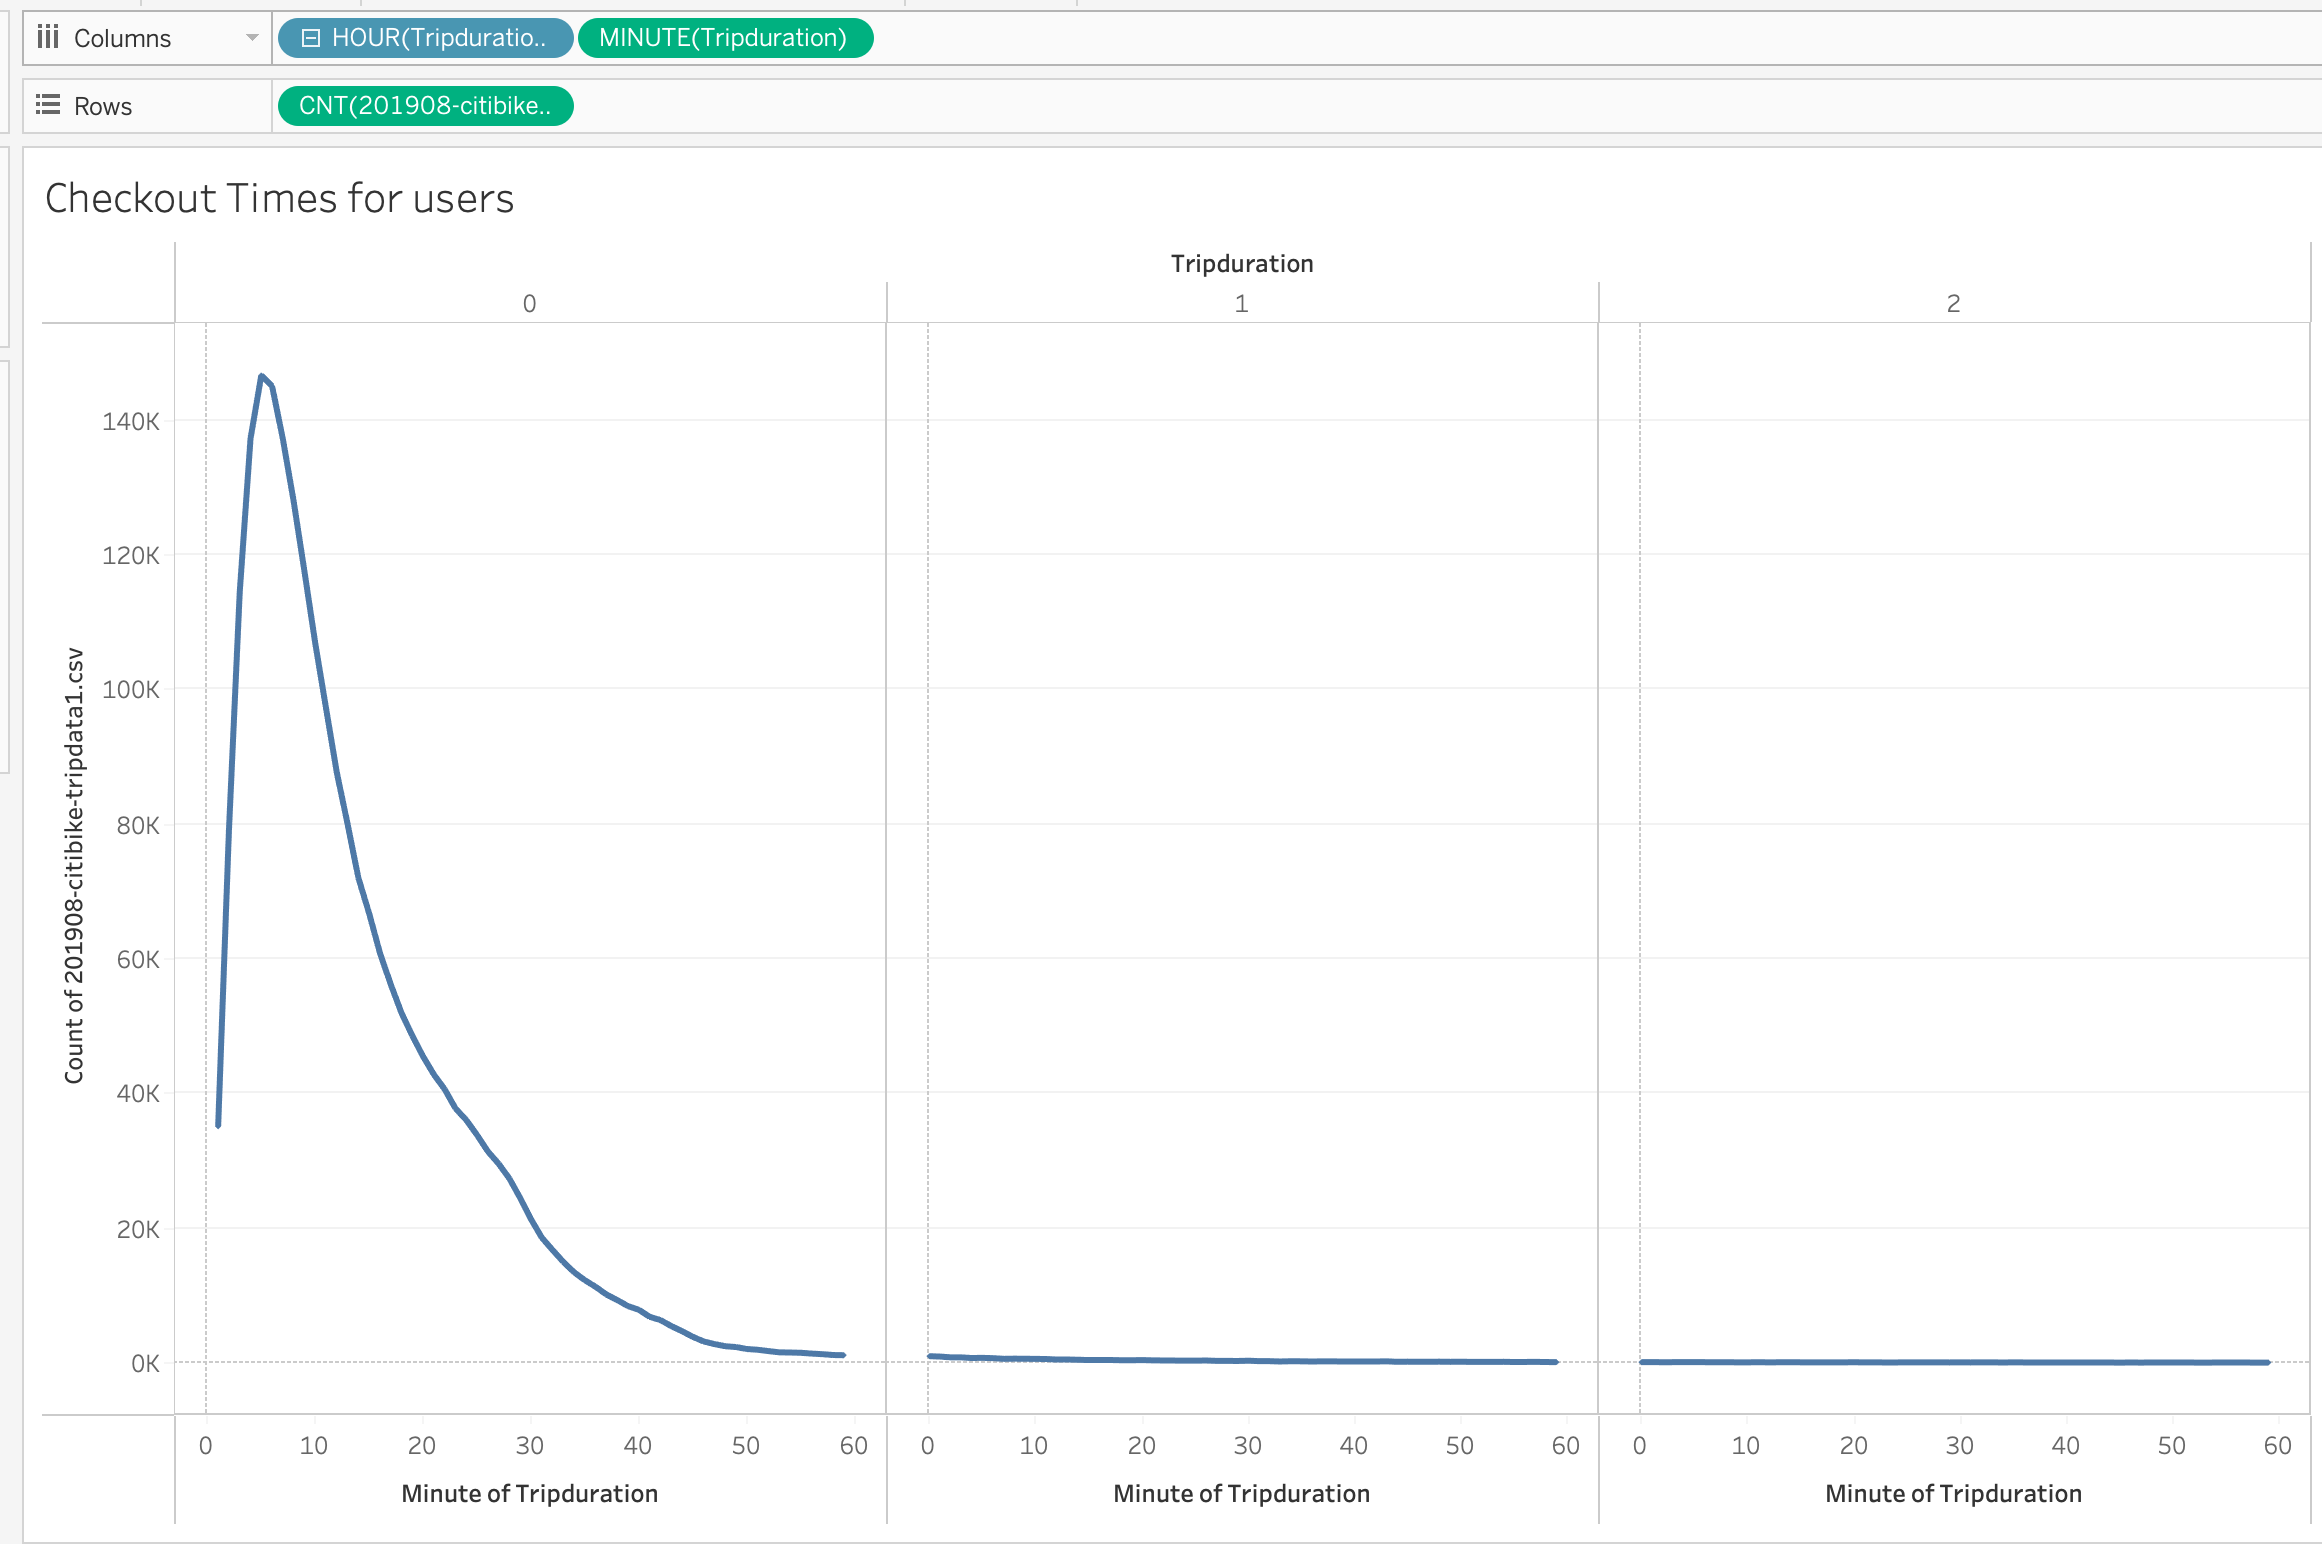 Columns
HOUR(Tripduratio.. MINUTE(Tripduration)
Rows
CNT(201908-citibike..
Checkout Times for users
Tripduration
0 1 2
Count of 201908-citibike-tripdata1.csv
140K
120K
100K
80K
60K
40K
20K
0K
0 10 20 30 40 50 60 0 10 20 30 40 50 60 0 10 20 30 40 50 60
Minute of Tripduration Minute of Tripduration Minute of Tripduration